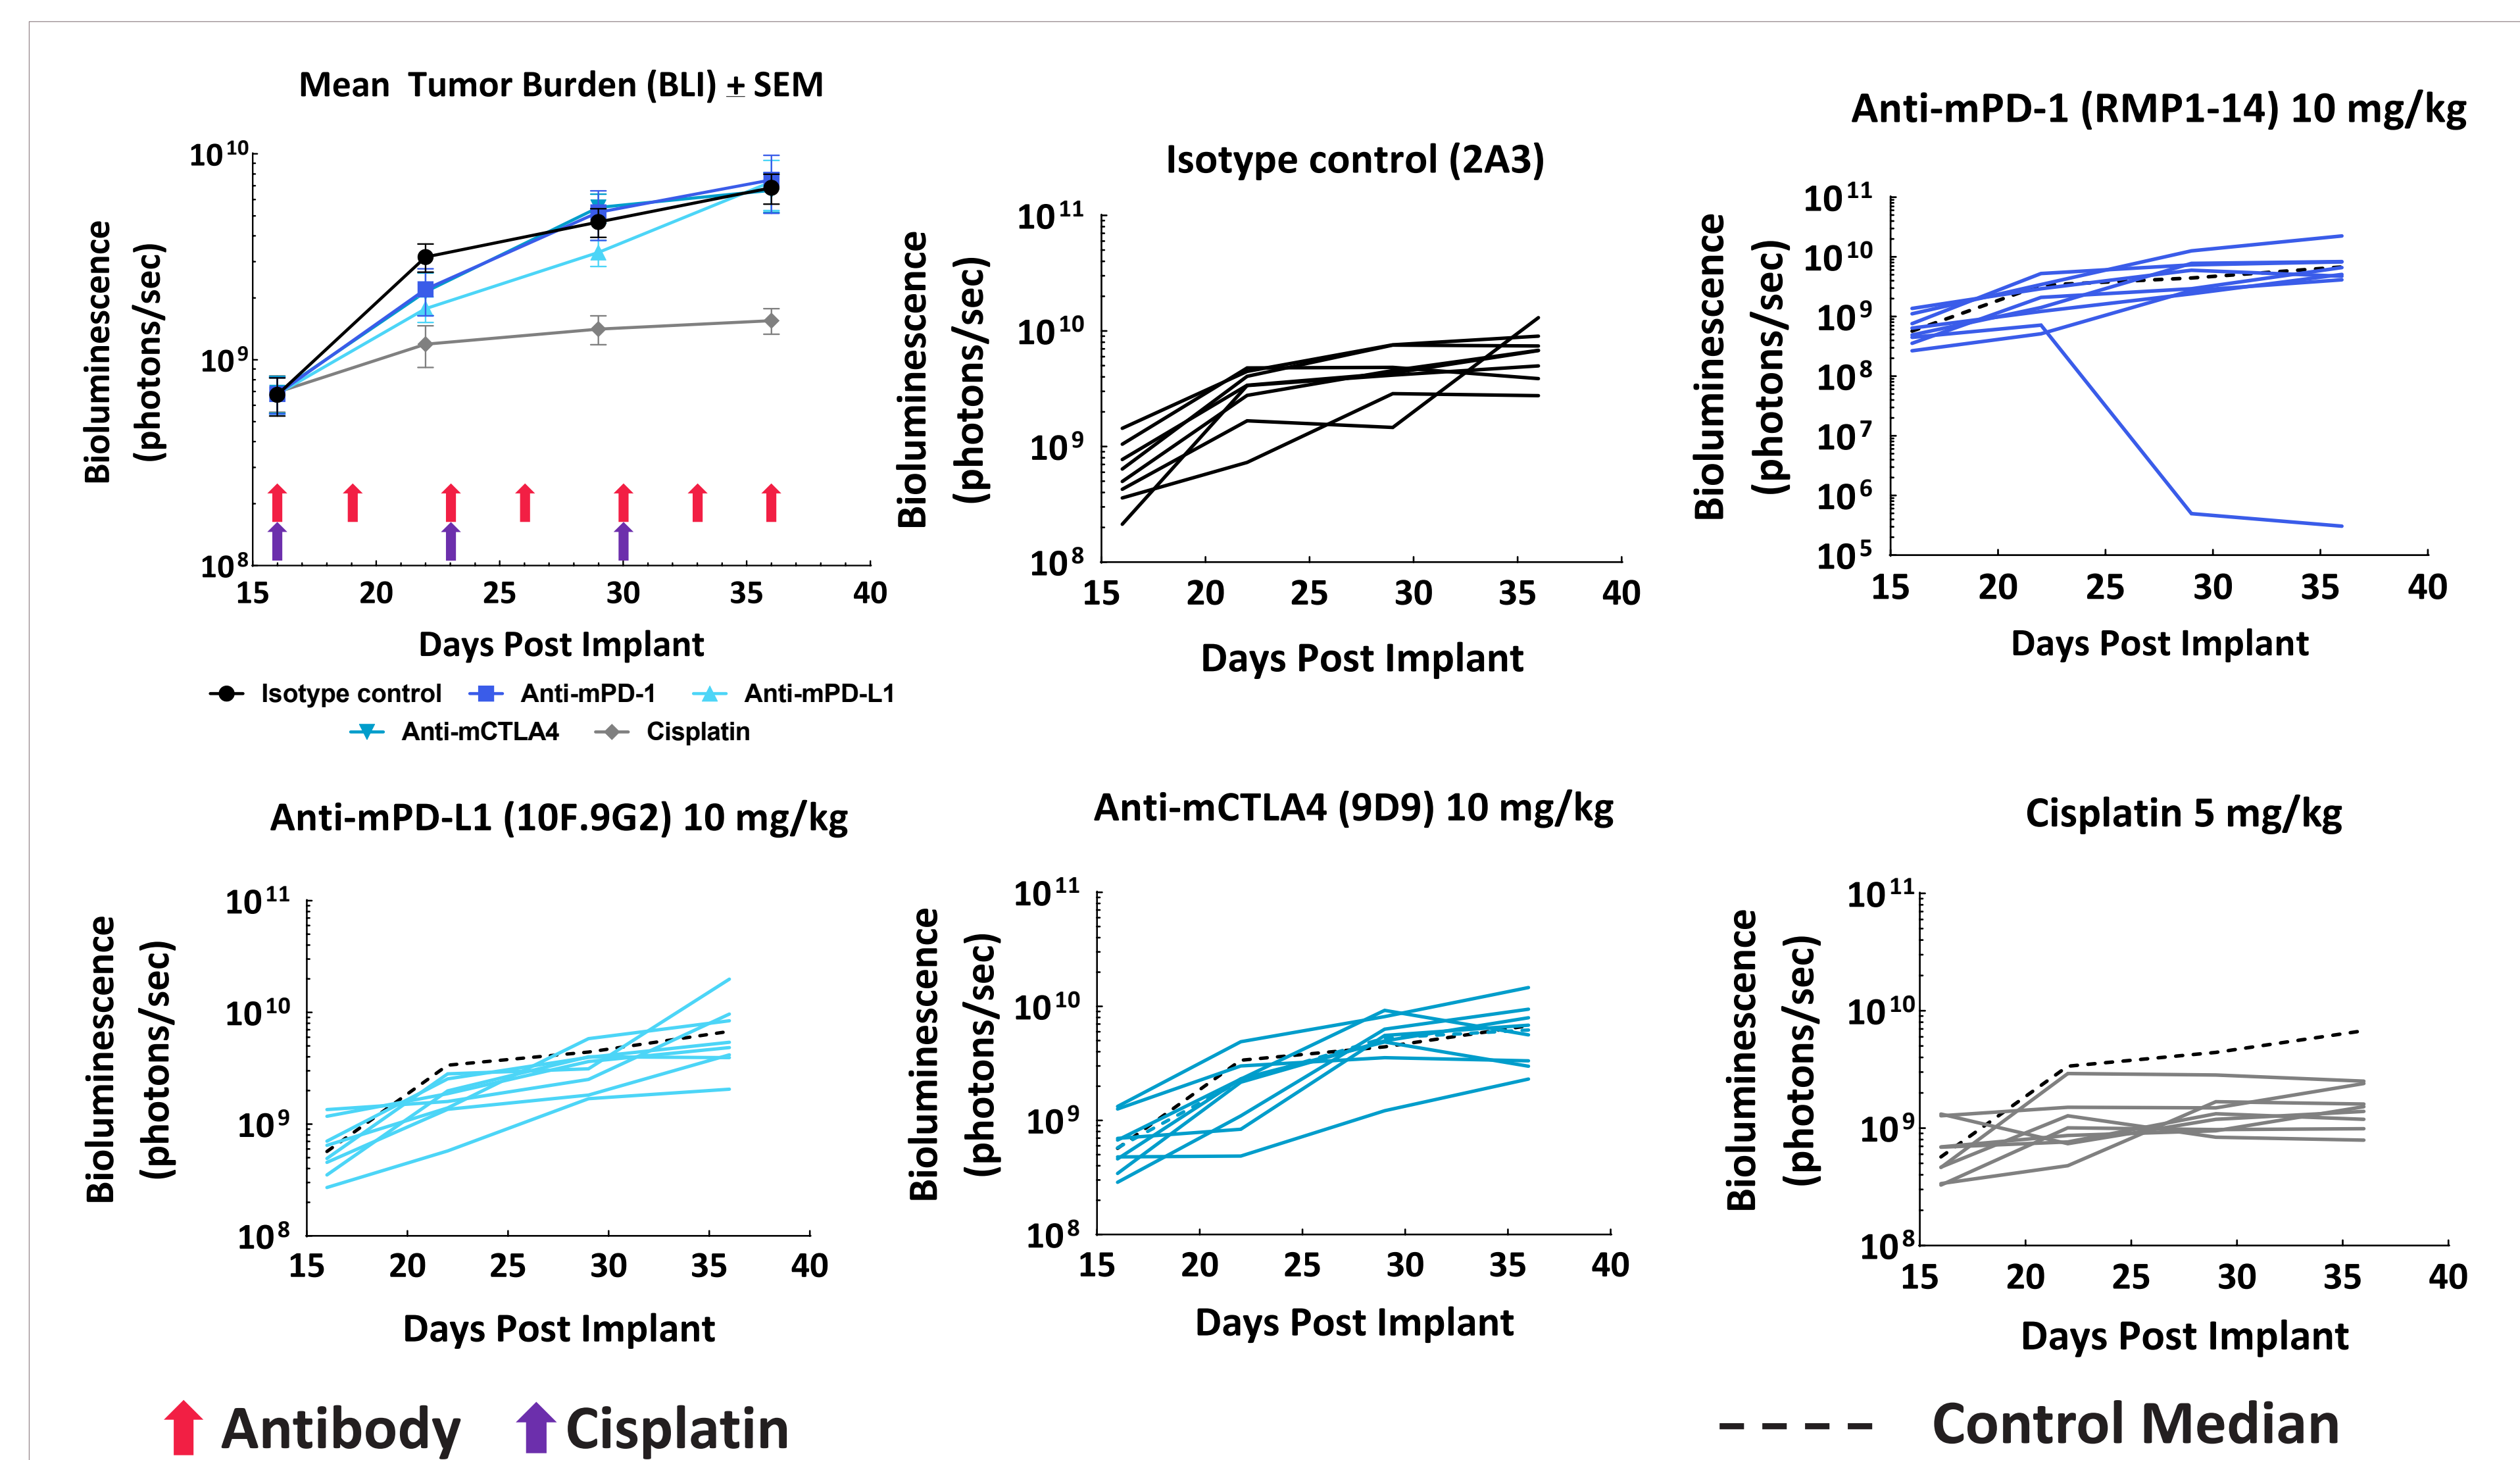 Mean  Tumor Burden (BLI) ± SEM
Bioluminescence
(photons/sec)
10^10
10^9
10^8
15 20 25 30 35 40
Days Post Implant
Isotype control Anti-mPD-1 Anti-mPD-L1
Anti-mCTLA4 Cisplatin
Isotype control (2A3)
Bioluminescence
(photons/sec)
10^11
10^10
10^9
10^8
15 20 25 30 35 40
Days Post Implant
Anti-mPD-1 (RMP1-14) 10 mg/kg
Bioluminescence
(photons/sec)
10^11
10^10
10^9
10^8
10^7
10^6
10^5
15 20 25 30 35 40
Days Post Implant
Anti-mPD-L1 (10F.9G2) 10 mg/kg
Bioluminescence
(photons/sec)
10^11
10^10
10^9
10^8
15 20 25 30 35 40
Days Post Implant
Anti-mCTLA4 (9D9) 10 mg/kg
Bioluminescence
(photons/sec)
10^11
10^10
10^9
10^8
15 20 25 30 35 40
Days Post Implant
Cisplatin 5 mg/kg
Bioluminescence
(photons/sec)
10^11
10^10
10^9
10^8
15 20 25 30 35 40
Days Post Implant
Antibody Cisplatin
Control Median